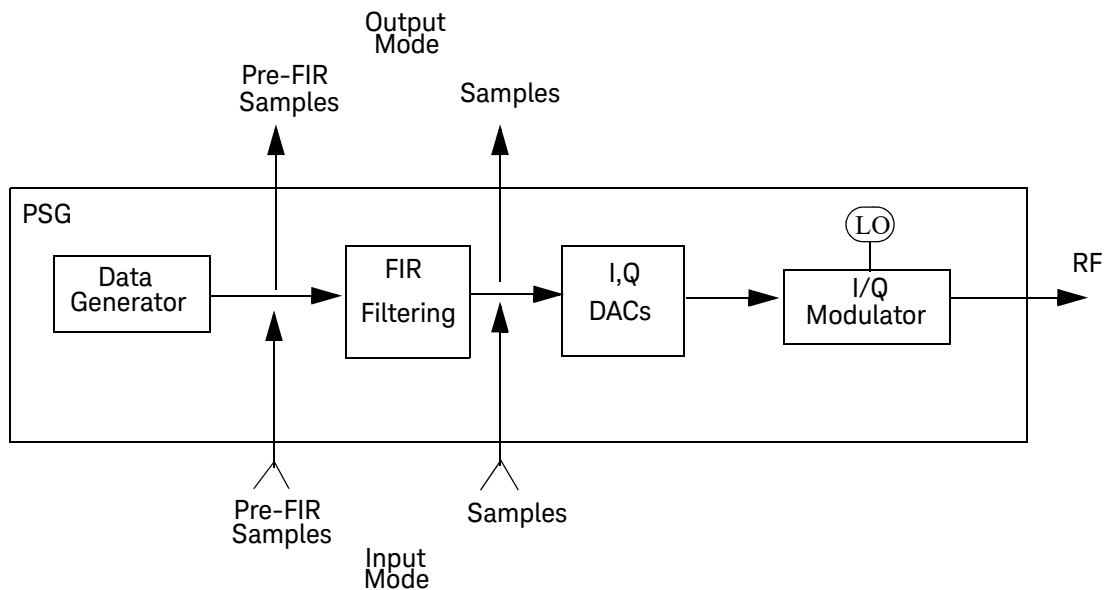 Output
Mode
Pre-FIR
Samples
Samples
PSG
LO
RF
Data
Generator
FIR
Filtering
I,Q
DACs
I/Q
Modulator
Pre-FIR
Samples
Samples
Input
Mode